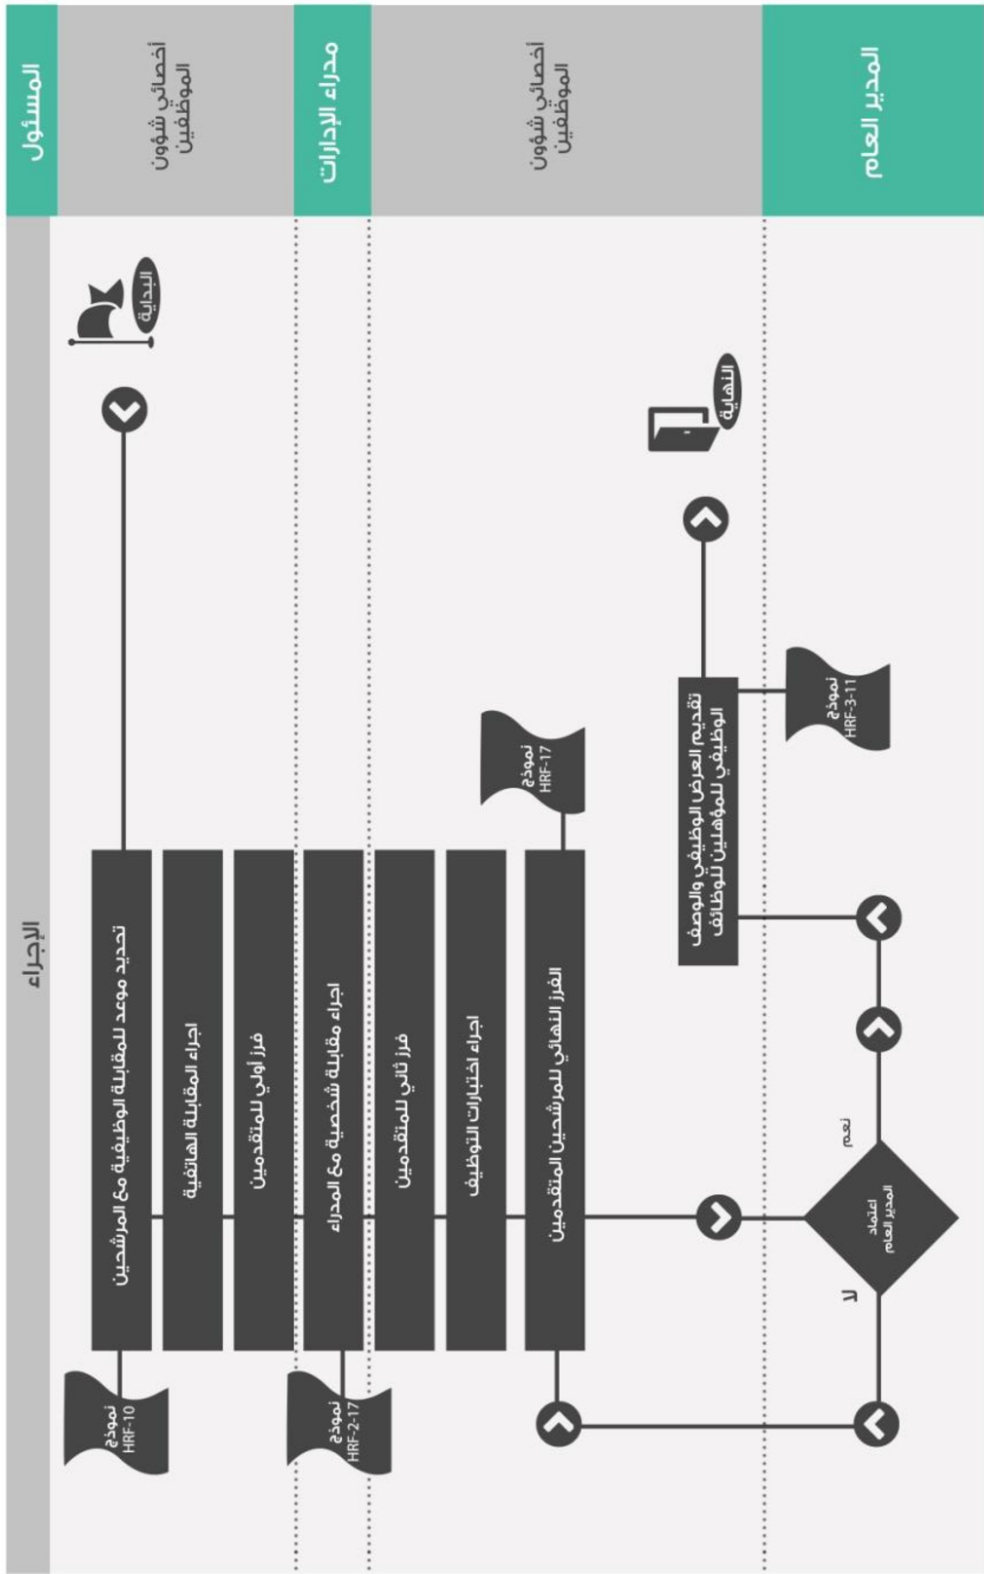 المسئول
الإجراء
أخصائي شؤون
الموظفين
البداية
تحديد موعد للمقابلة الوظيفية مع المرشحين
نموذج
HRF-10
اجراء المقابلة الهاتفية
فرز أولي للمتقدمين
مدراء الإدارات
اجراء مقابلة شخصية مع المدراء
نموذج
HRF-2-17
أخصائي شؤون
الموظفين
فرز ثاني للمتقدمين
اجراء اختبارات التوظيف
الفرز النهائي للمرشحين المتقدمين
نموذج
HRF-17
النهاية
تقديم العرض الوظيفي والوصف
الوظيفي للمؤهلين للوظائف
نموذج
HRF-3-11
المدير العام
نعم
اعتماد
المدير العام
لا